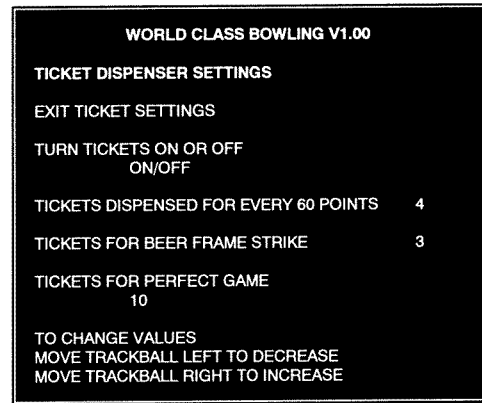 WORLD CLASS BOWLING V1.00
TICKET DISPENSER SETTINGS
EXIT TICKET SETTINGS
TURN TICKETS ON OR OFF
ON/OFF
TICKETS DISPENSED FOR EVERY 60 POINTS 4
TICKETS FOR BEER FRAME STRIKE 3
TICKETS FOR PERFECT GAME
10
TO CHANGE VALUES
MOVE TRACKBALL LEFT TO DECREASE
MOVE TRACKBALL RIGHT TO INCREASE